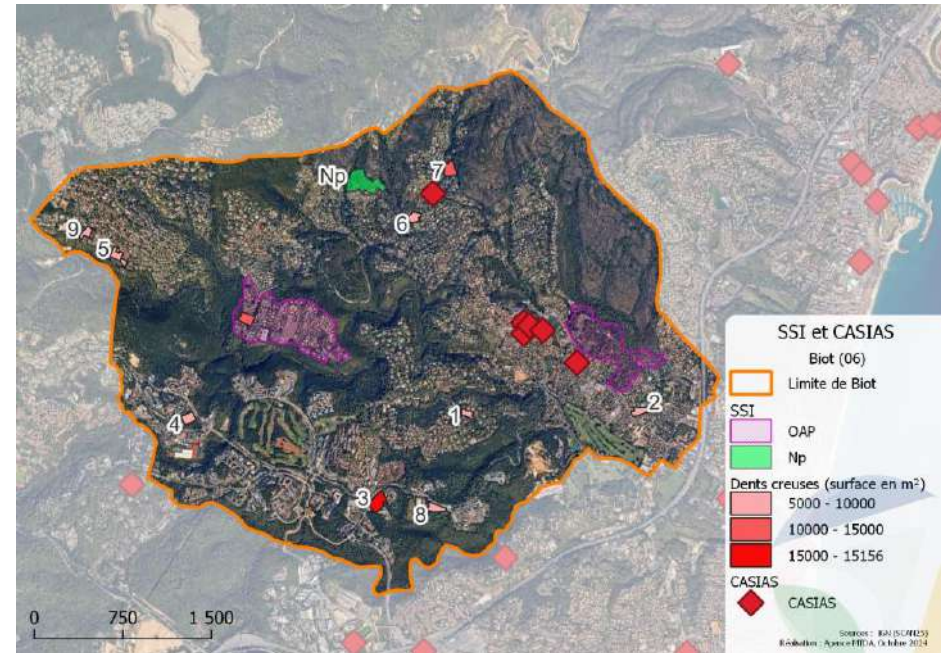 Np
7
6
9
5
4
1
2
3
8
0 750 1 500
SSI et CASIAS
Biot (06)
Limite de Biot
SSI
OAP
Np
Dents creuses (surface en m²)
5000 - 10000
10000 - 15000
15000 - 15156
CASIAS
CASIAS
Sources : IGN (SCAN25)
Réalisation : Agence MTDA, Octobre 2024